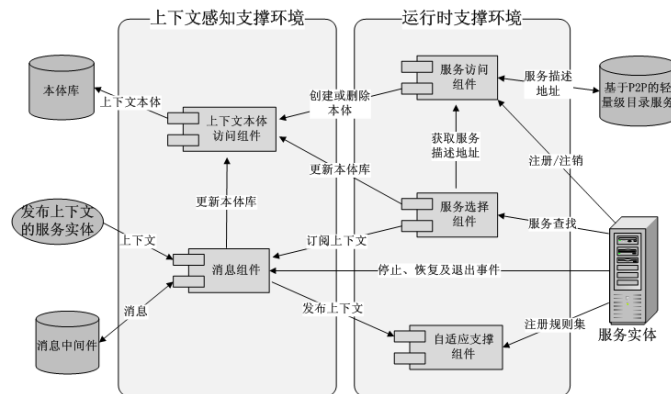 上下文感知支撑环境
运行时支撑环境
本体库
上下文本体
上下文本体
访问组件
创建或删除
本体
服务访问
组件
服务描述
地址
基于P2P的轻
量级目录服务
获取服务
描述地址
注册/注销
更新本体库
更新本体库
服务选择
组件
服务查找
发布上下文
的服务实体
上下文
订阅上下文
消息组件
停止、恢复及退出事件
消息
发布上下文
消息中间件
自适应支撑
组件
注册规则集
服务实体